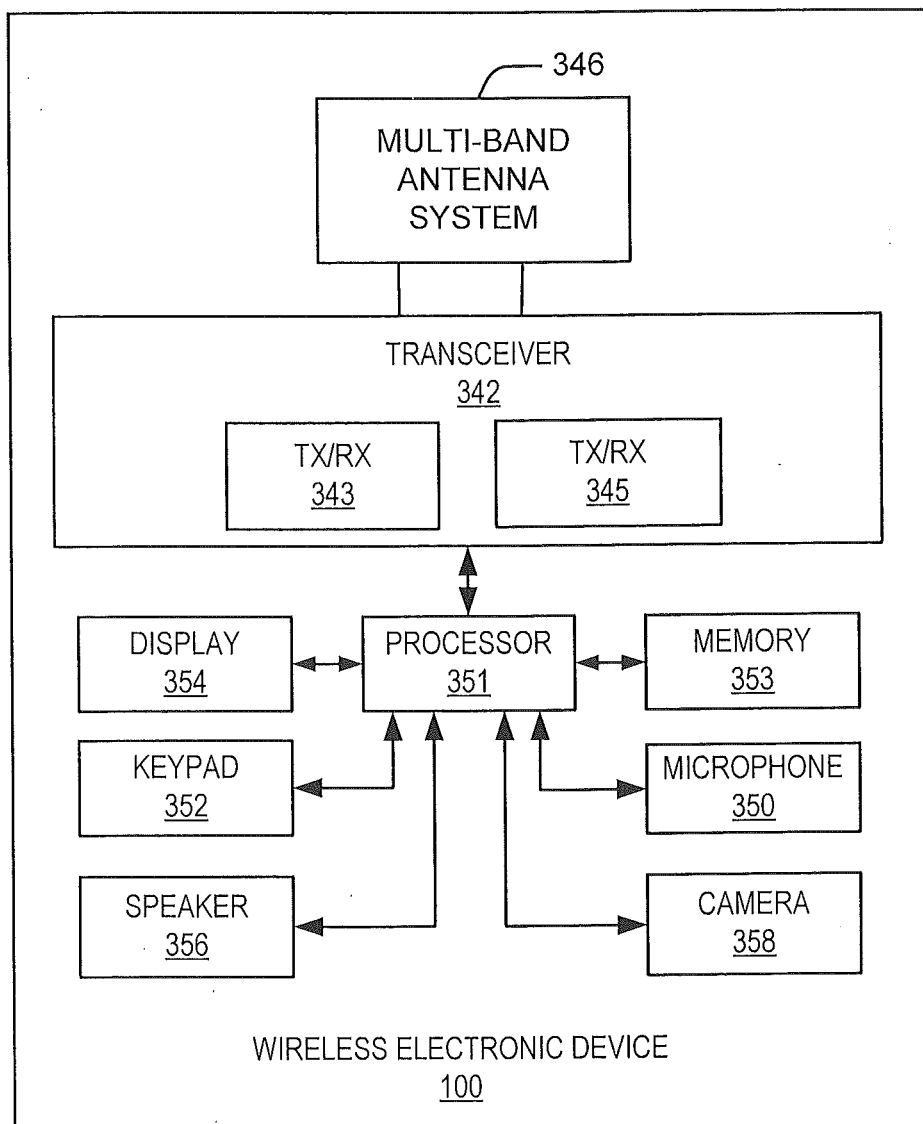 346
MULTI-BAND
ANTENNA
SYSTEM
TRANSCEIVER
342
TX/RX
343
TX/RX
345
DISPLAY
354
PROCESSOR
351
MEMORY
353
KEYPAD
352
MICROPHONE
350
SPEAKER
356
CAMERA
358
WIRELESS ELECTRONIC DEVICE
100